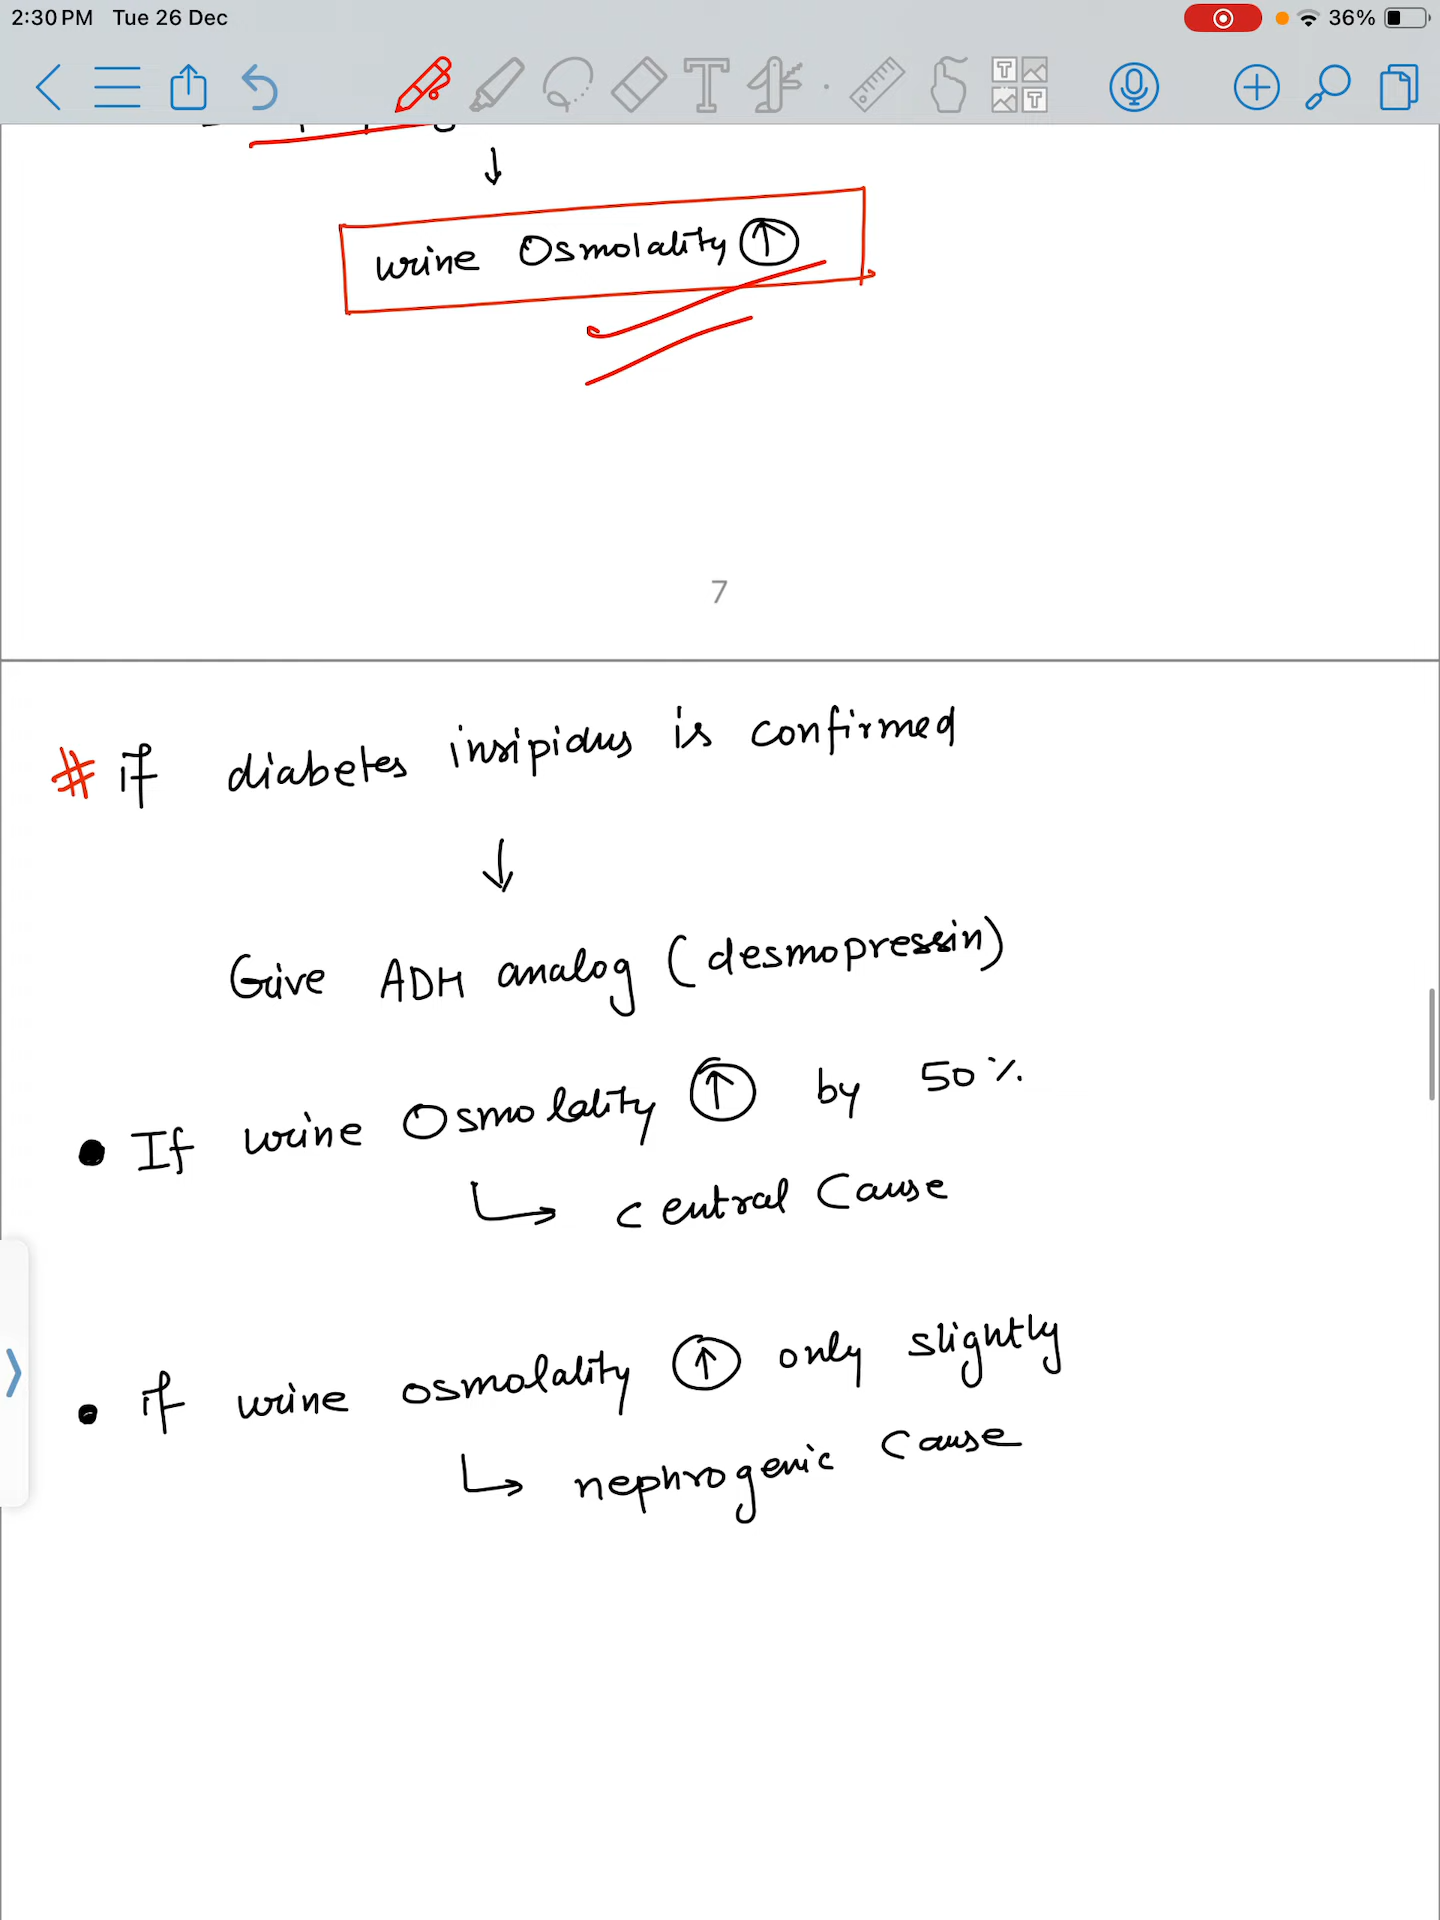 2:30 PM Tue 26 Dec 36%
urine Osmolality ↑
7
# if diabetes insipidus is confirmed
↓
Give ADH analog (desmopressin)
• If urine Osmolality ↑ by 50%
↳ central cause
• if urine osmolality ↑ only slightly
↳ nephrogenic cause